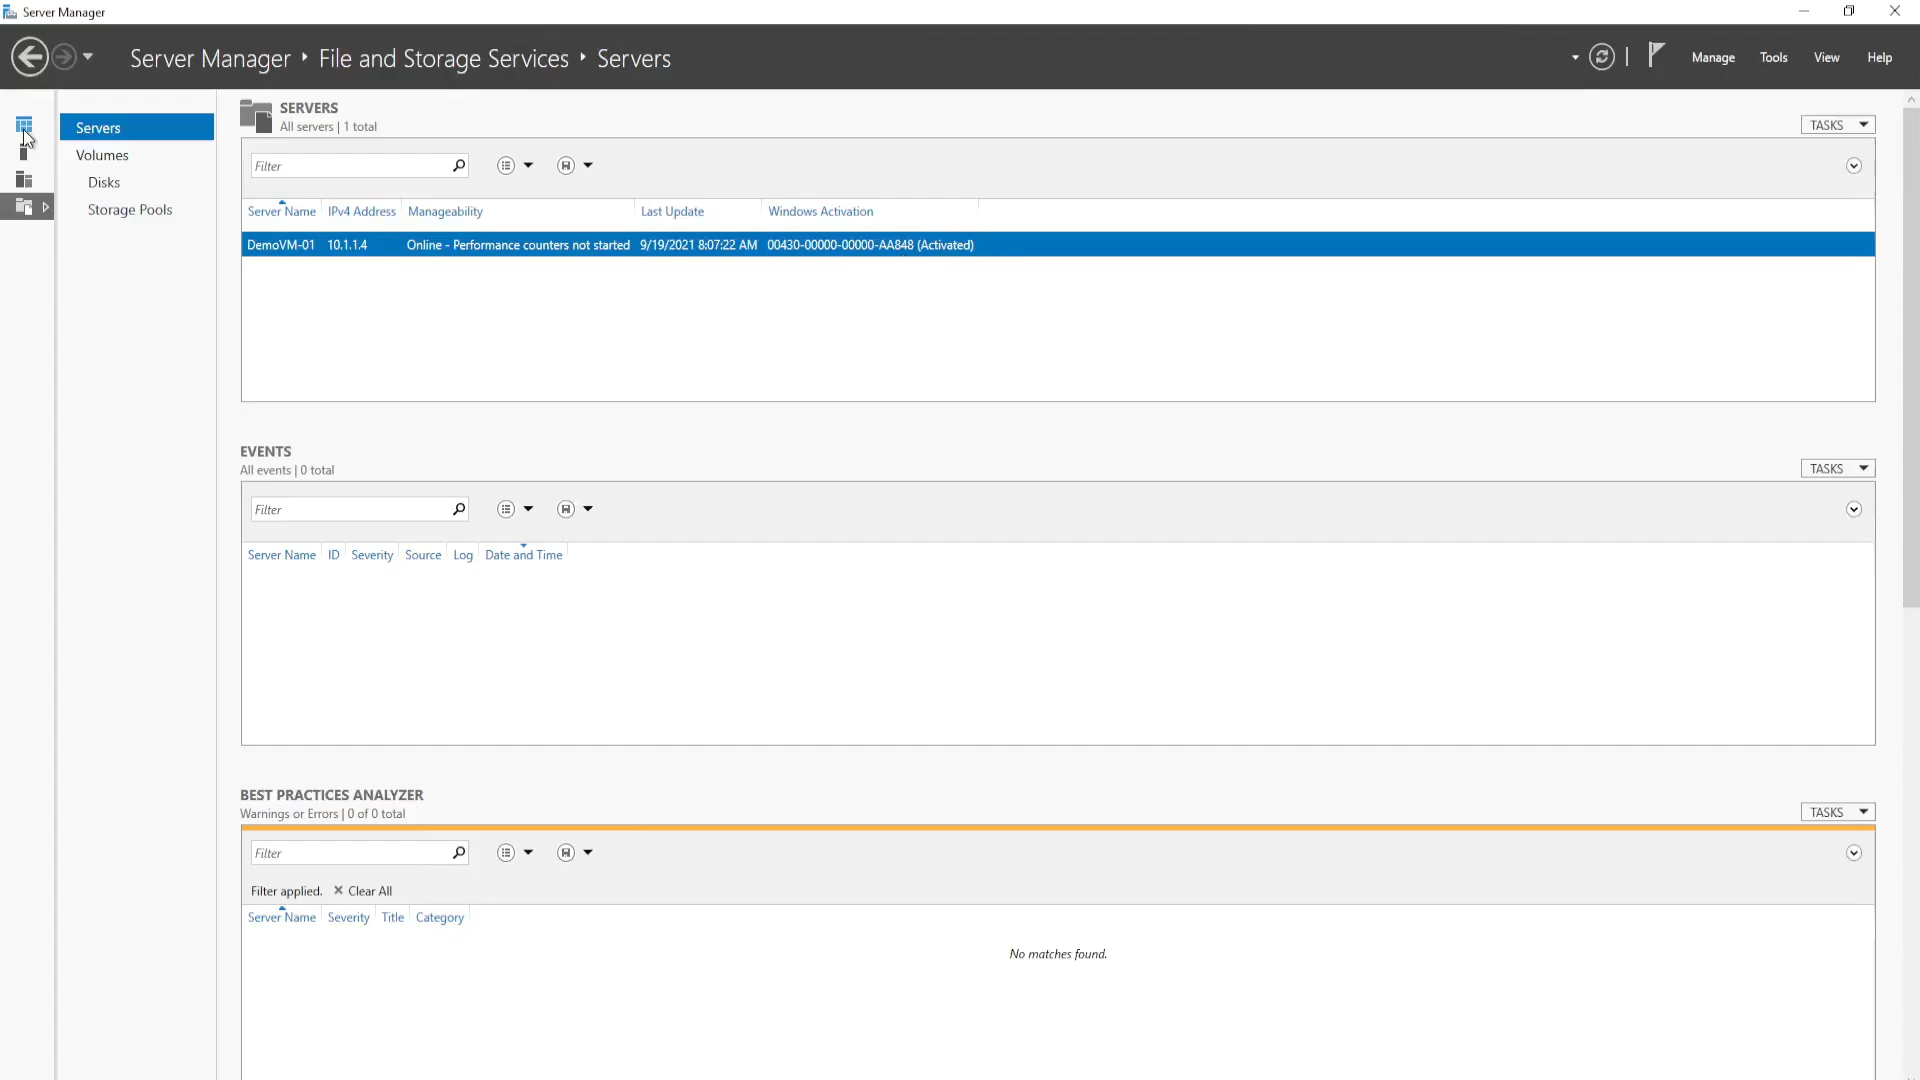 Server Manager
Server Manager ‣ File and Storage Services ‣ Servers
Manage Tools View Help
Servers
Volumes
Disks
Storage Pools
SERVERS
All servers | 1 total
TASKS
Filter
Server Name IPv4 Address Manageability Last Update Windows Activation
DemoVM-01 10.1.1.4 Online - Performance counters not started 9/19/2021 8:07:22 AM 00430-00000-00000-AA848 (Activated)
EVENTS
All events | 0 total
TASKS
Filter
Server Name ID Severity Source Log Date and Time
BEST PRACTICES ANALYZER
Warnings or Errors | 0 of 0 total
TASKS
Filter
Filter applied. ✕ Clear All
Server Name Severity Title Category
No matches found.